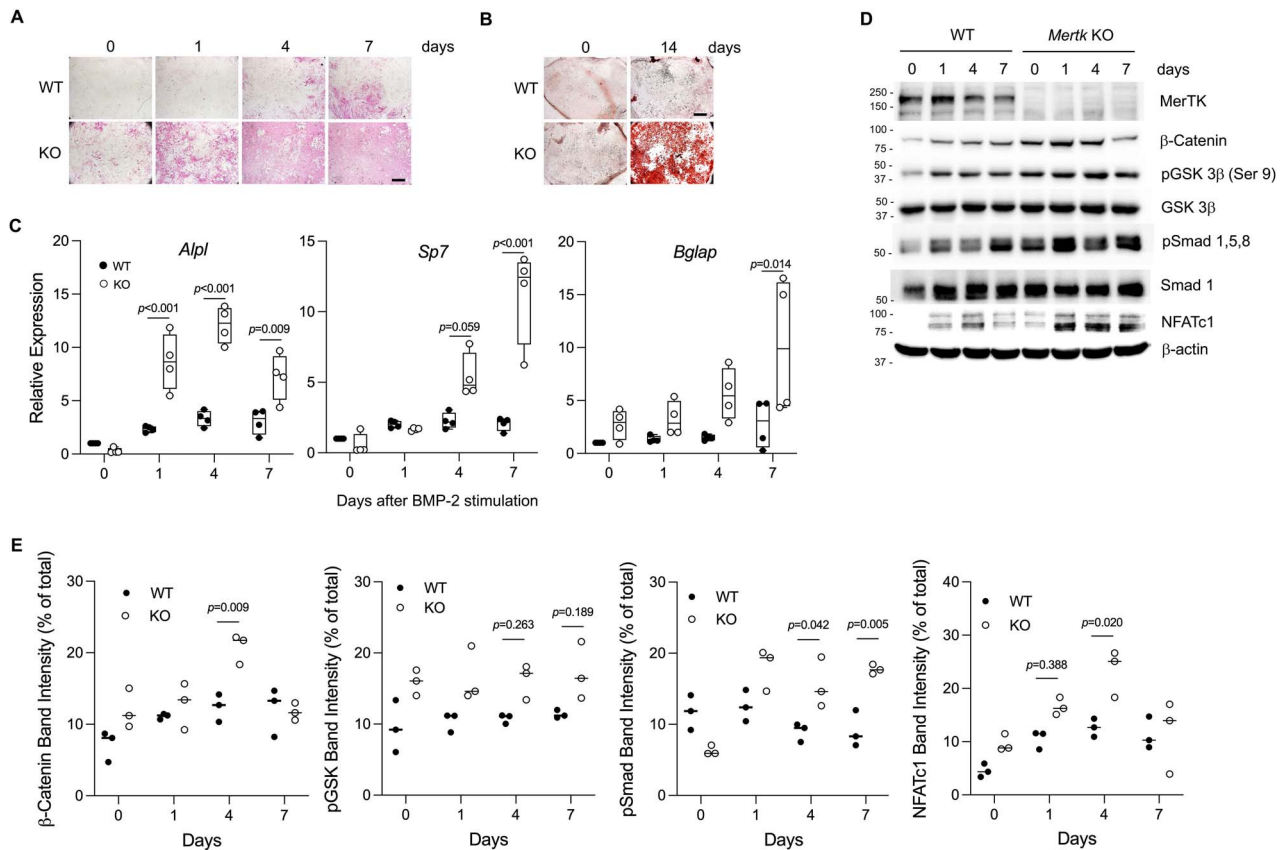 A
0 1 4 7 days
WT
KO
B
0 14 days
WT
KO
C
Relative Expression
Alpl
WT
KO
p<0.001
p<0.001
p=0.009
20
15
10
5
0
0 1 4 7
Sp7
p<0.001
p=0.059
15
10
5
0
0 1 4 7
Bglap
p=0.014
20
15
10
5
0
0 1 4 7
Days after BMP-2 stimulation
D
WT Mertk KO
0 1 4 7 0 1 4 7 days
250 -
150 -
MerTK
100 -
75 -
β-Catenin
50 -
37 -
pGSK 3β (Ser 9)
50 -
37 -
GSK 3β
50 -
pSmad 1,5,8
50 -
Smad 1
100 -
75 -
NFATc1
37 -
β-actin
E
β-Catenin Band Intensity (% of total)
30
20
10
0
WT
KO
p=0.009
0 1 4 7
Days
pGSK Band Intensity (% of total)
30
20
10
0
WT
KO
p=0.263
p=0.189
0 1 4 7
Days
pSmad Band Intensity (% of total)
30
20
10
0
WT
KO
p=0.042
p=0.005
0 1 4 7
Days
NFATc1 Band Intensity (% of total)
40
30
20
10
0
WT
KO
p=0.388
p=0.020
0 1 4 7
Days